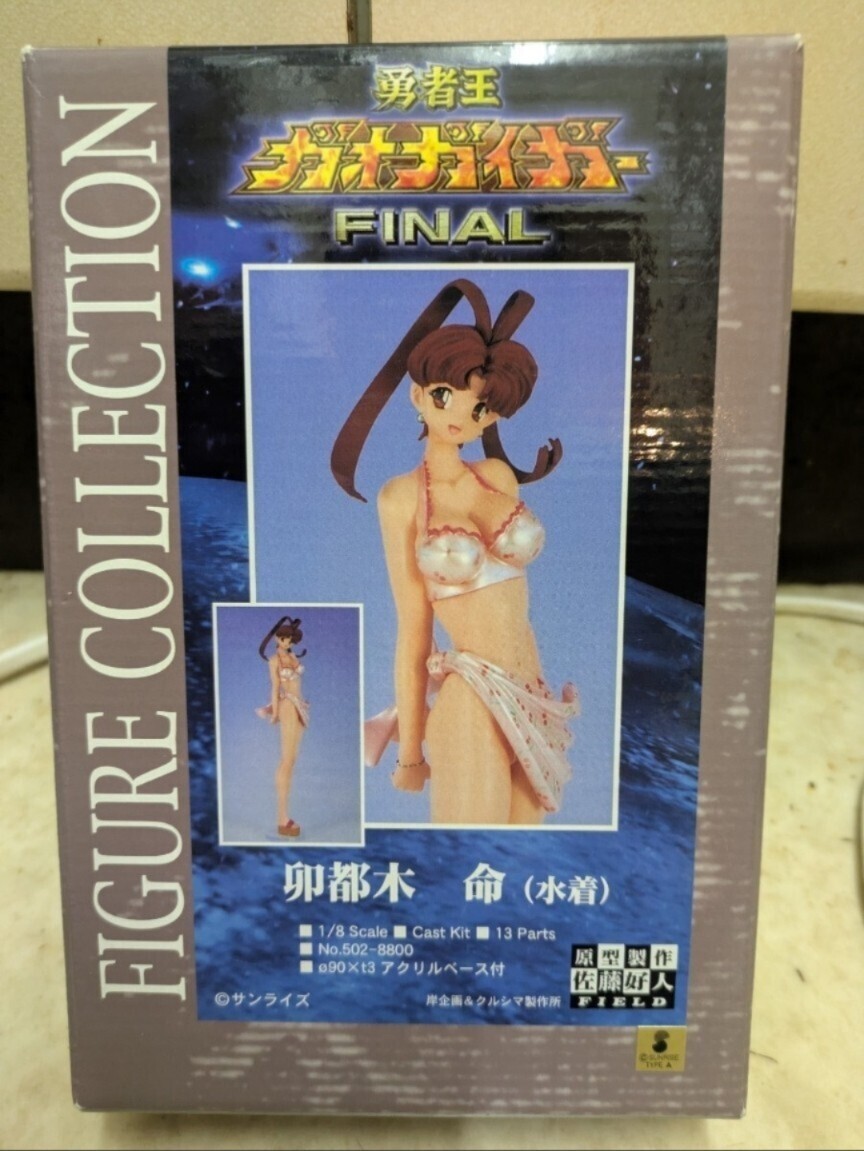 勇者王
ガオガイガー
FINAL
FIGURE COLLECTION
卯都木 命 (水着)
■ 1/8 Scale ■ Cast Kit ■ 13 Parts
■ No.502-8800
■ ø90×t3 アクリルベース付
©サンライズ
岸企画&クルシマ製作所
原型製作
佐藤好人
FIELD
©SUNRISE
TYPE A